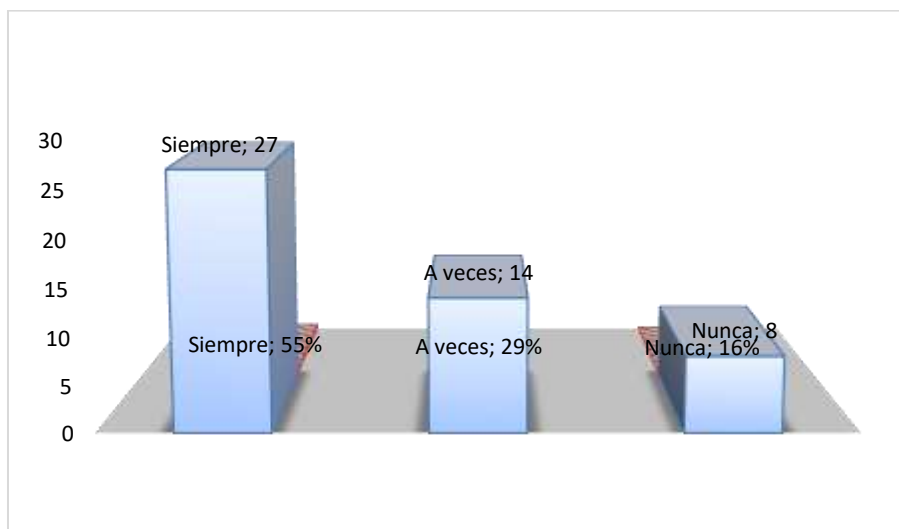 30
25
20
15
10
5
0
Siempre; 27
Siempre; 55%
A veces; 14
A veces; 29%
Nunca; 8
Nunca; 16%